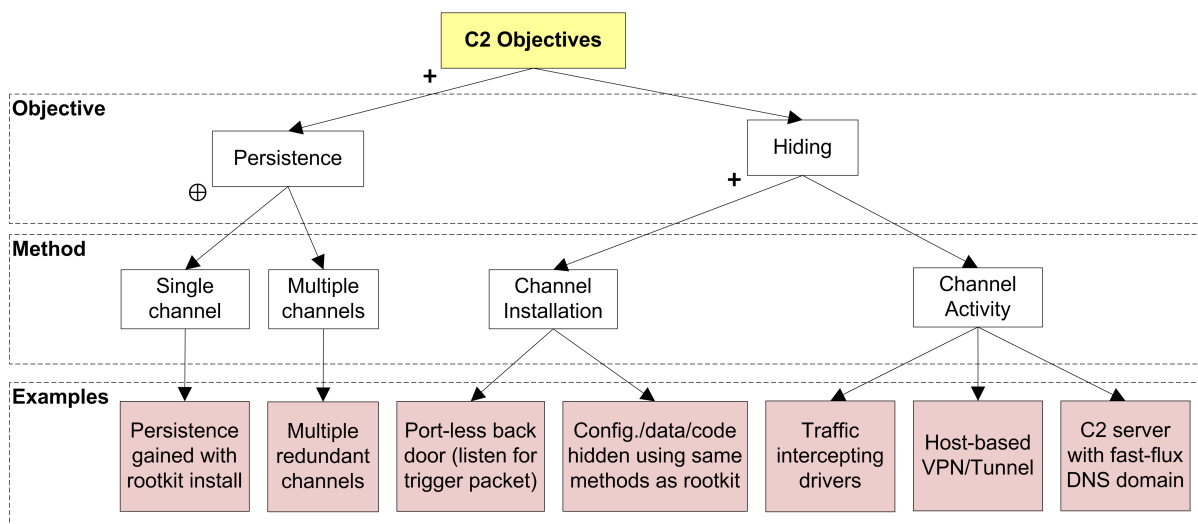 C2 Objectives
+
Objective
Persistence
Hiding
⊕
+
Method
Single
channel
Multiple
channels
Channel
Installation
Channel
Activity
Examples
Persistence
gained with
rootkit install
Multiple
redundant
channels
Port-less back
door (listen for
trigger packet)
Config./data/code
hidden using same
methods as rootkit
Traffic
intercepting
drivers
Host-based
VPN/Tunnel
C2 server
with fast-flux
DNS domain